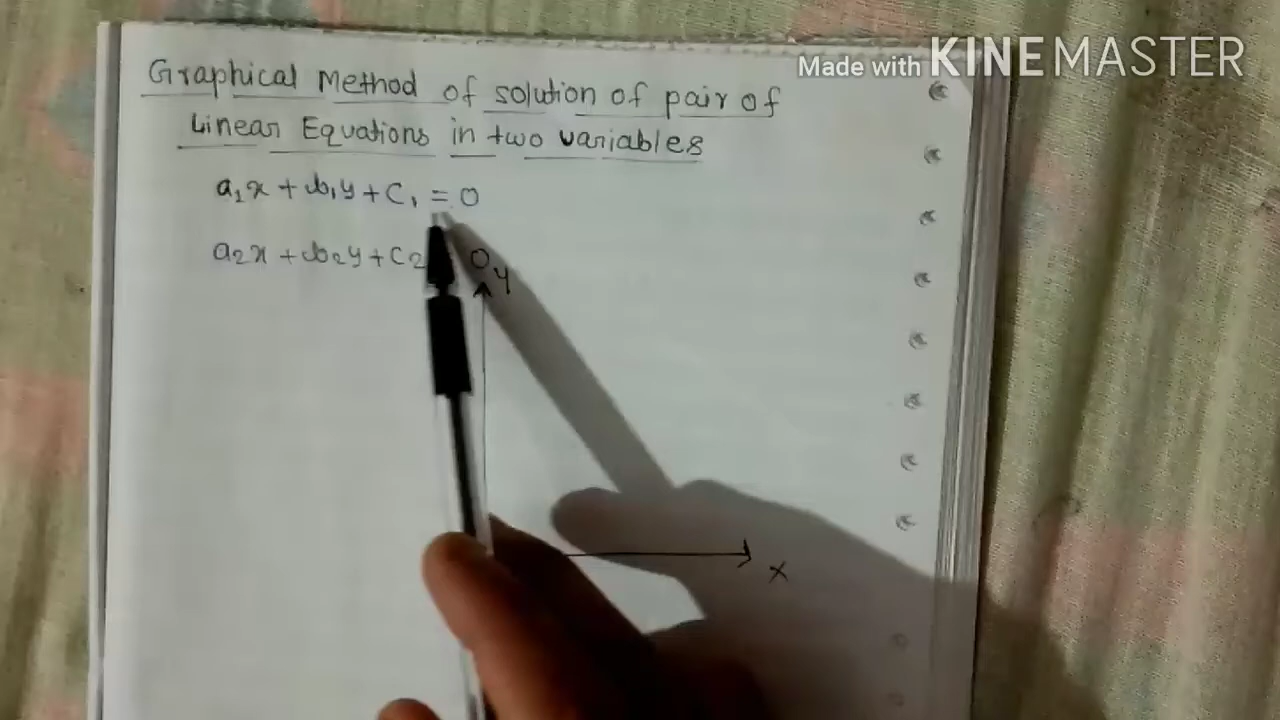 Made with KINEMASTER
Graphical Method of solution of pair of
Linear Equations in two variables
a₁x + b₁y + C₁ = 0
a₂x + b₂y + C₂ 0
y
x